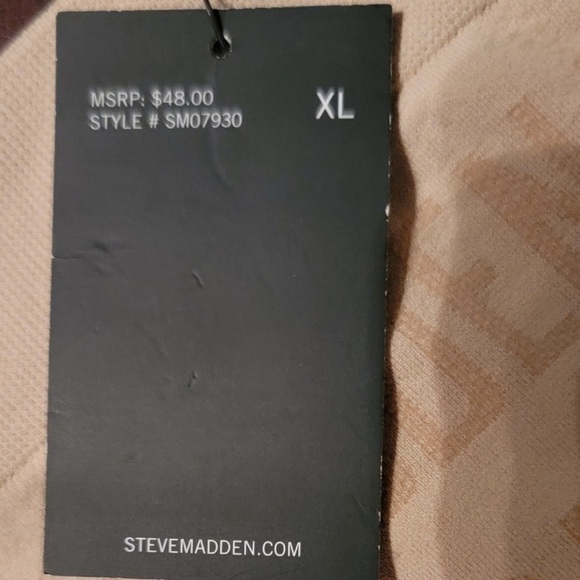 MSRP: $48.00
XL
STYLE # SM07930
STEVEMADDEN.COM